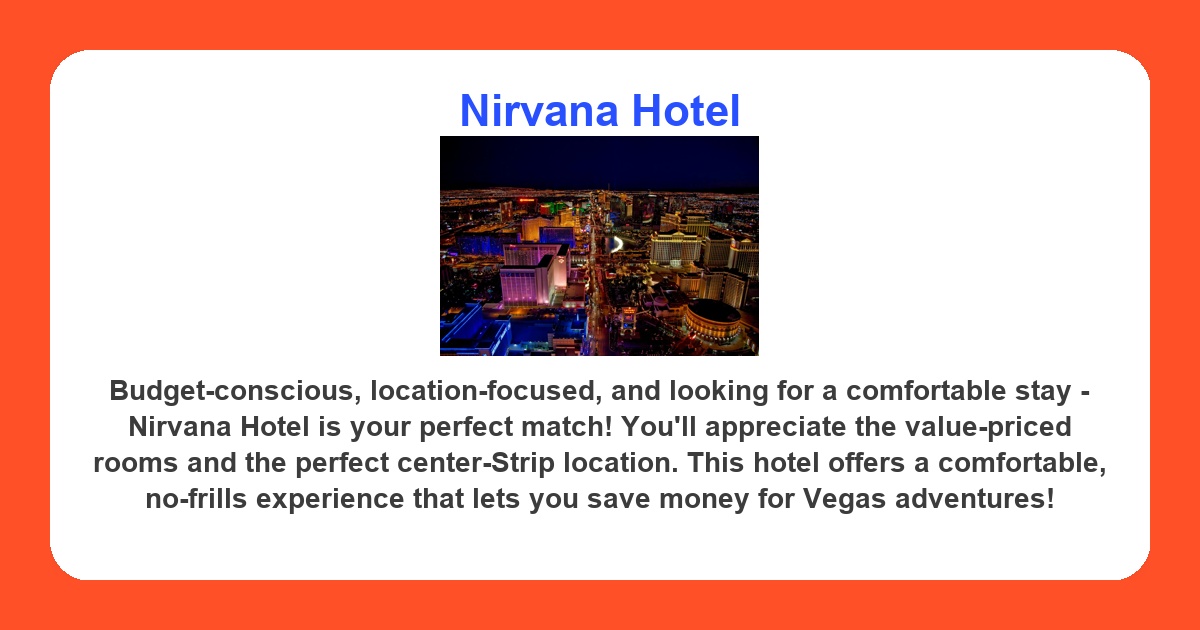 Nirvana Hotel
Budget-conscious, location-focused, and looking for a comfortable stay -
Nirvana Hotel is your perfect match! You'll appreciate the value-priced
rooms and the perfect center-Strip location. This hotel offers a comfortable,
no-frills experience that lets you save money for Vegas adventures!